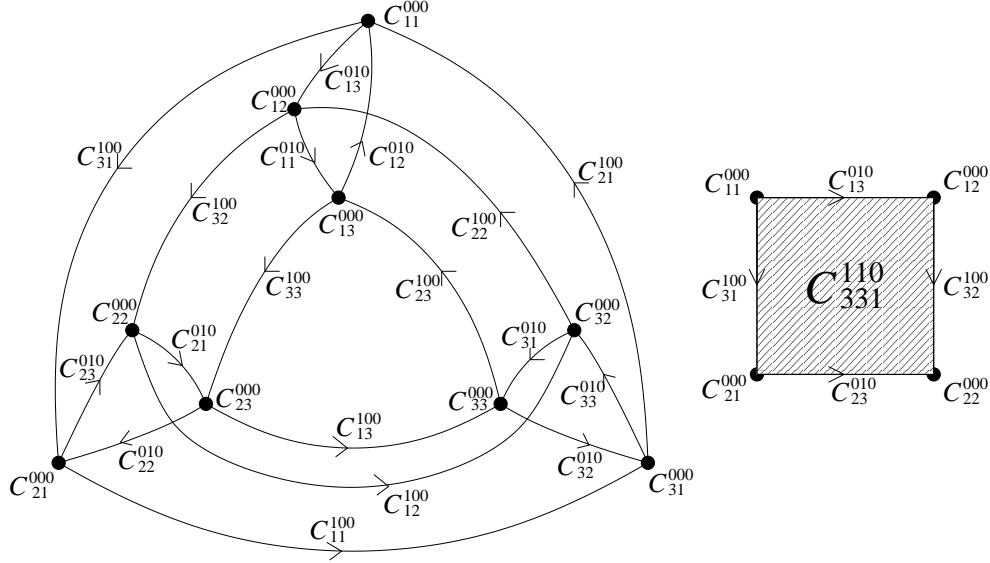 C^{000}_{11}
C^{010}_{13}
C^{000}_{12}
C^{010}_{11}
C^{010}_{12}
C^{100}_{31}
C^{100}_{21}
C^{100}_{32}
C^{100}_{22}
C^{000}_{13}
C^{100}_{33}
C^{100}_{23}
C^{000}_{22}
C^{000}_{32}
C^{010}_{21}
C^{010}_{31}
C^{010}_{23}
C^{010}_{33}
C^{000}_{23}
C^{000}_{33}
C^{100}_{13}
C^{010}_{22}
C^{010}_{32}
C^{000}_{21}
C^{000}_{31}
C^{100}_{12}
C^{100}_{11}
C^{000}_{11}
C^{010}_{13}
C^{000}_{12}
C^{100}_{31}
C^{110}_{331}
C^{100}_{32}
C^{000}_{21}
C^{010}_{23}
C^{000}_{22}